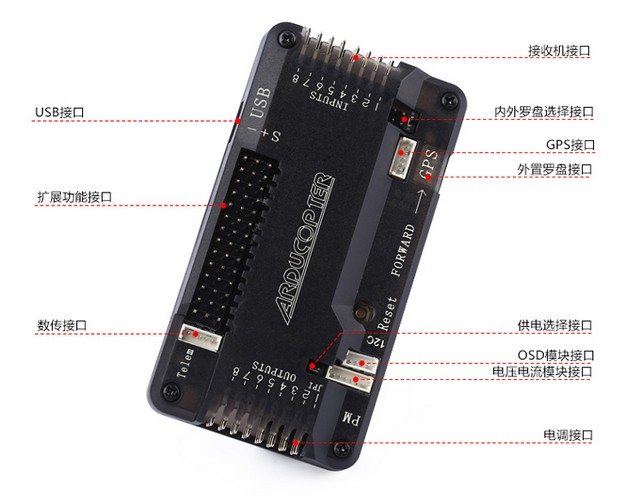 接收机接口
USB接口
内外罗盘选择接口
GPS接口
外置罗盘接口
扩展功能接口
数传接口
供电选择接口
OSD模块接口
电压电流模块接口
电调接口
1 2 3 4 5 6 7 8
INPUTS
USB
S + -
GPS
FORWARD
ARDUCOPTER
Reset
I2C
Telem
OUTPUTS
JP1
1 2 3 4 5 6 7 8
PM